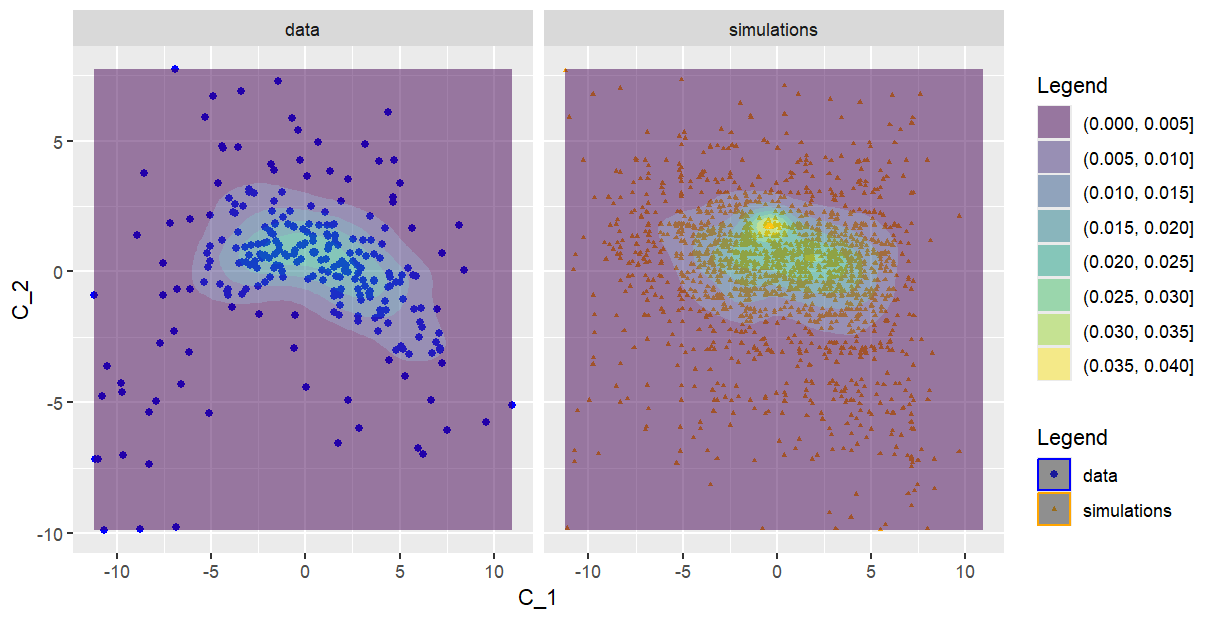 data
simulations
5
0
-5
-10
C_2
-10
-5
0
5
10
-10
-5
0
5
10
C_1
Legend
(0.000, 0.005]
(0.005, 0.010]
(0.010, 0.015]
(0.015, 0.020]
(0.020, 0.025]
(0.025, 0.030]
(0.030, 0.035]
(0.035, 0.040]
Legend
data
simulations